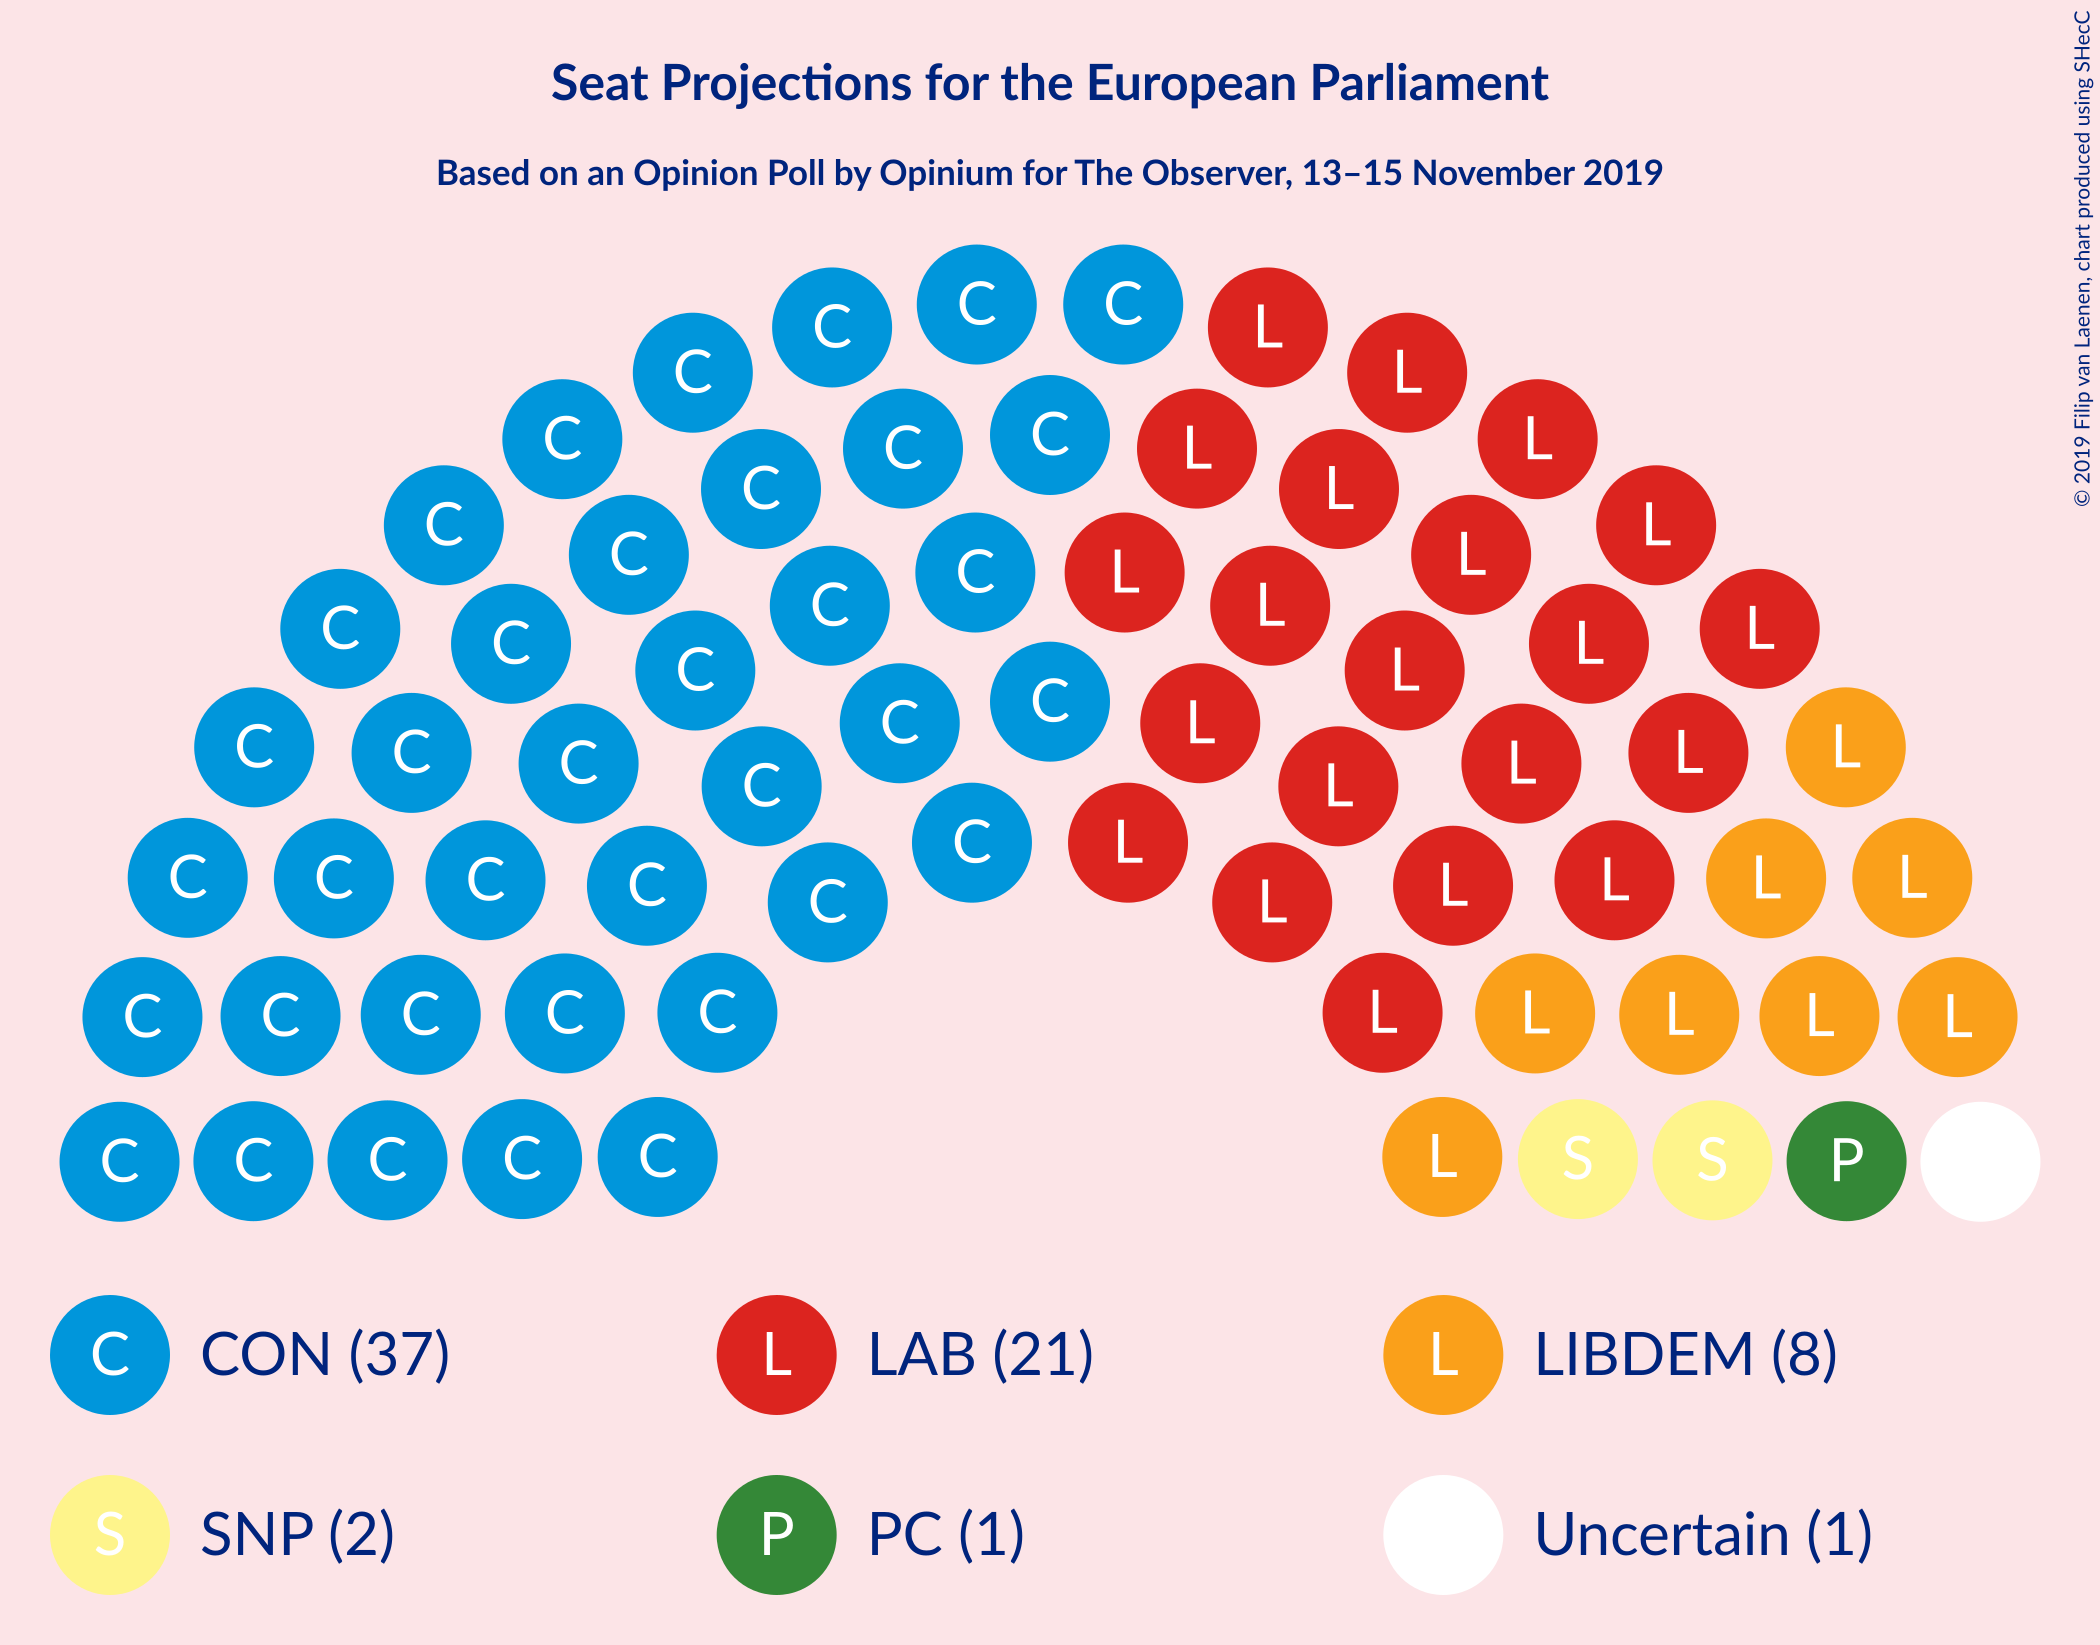 Seat Projections for the European Parliament
Based on an Opinion Poll by Opinium for The Observer, 13–15 November 2019
© 2019 Filip van Laenen, chart produced using SHecC
C C L L
C L
C C C L L
C L
C C L L
C C L L
C C L L
C C L L
C C C L L L
C C L L
C C L L
C L
C C C C C L L L L L
C C C C C L L L L L
C C C C C L S S P
C CON (37) L LAB (21) L LIBDEM (8)
S SNP (2) P PC (1) Uncertain (1)